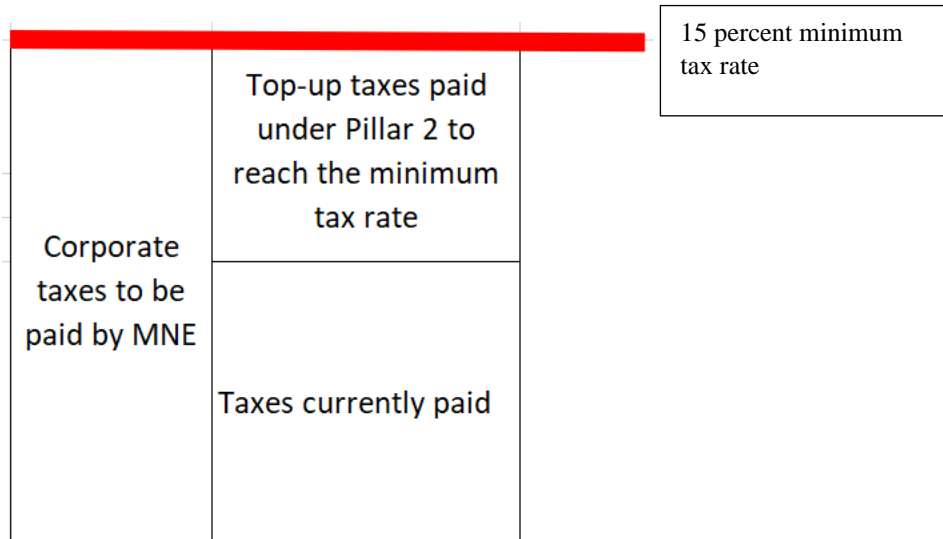 15 percent minimum
tax rate
Top-up taxes paid
under Pillar 2 to
reach the minimum
tax rate
Corporate
taxes to be
paid by MNE
Taxes currently paid